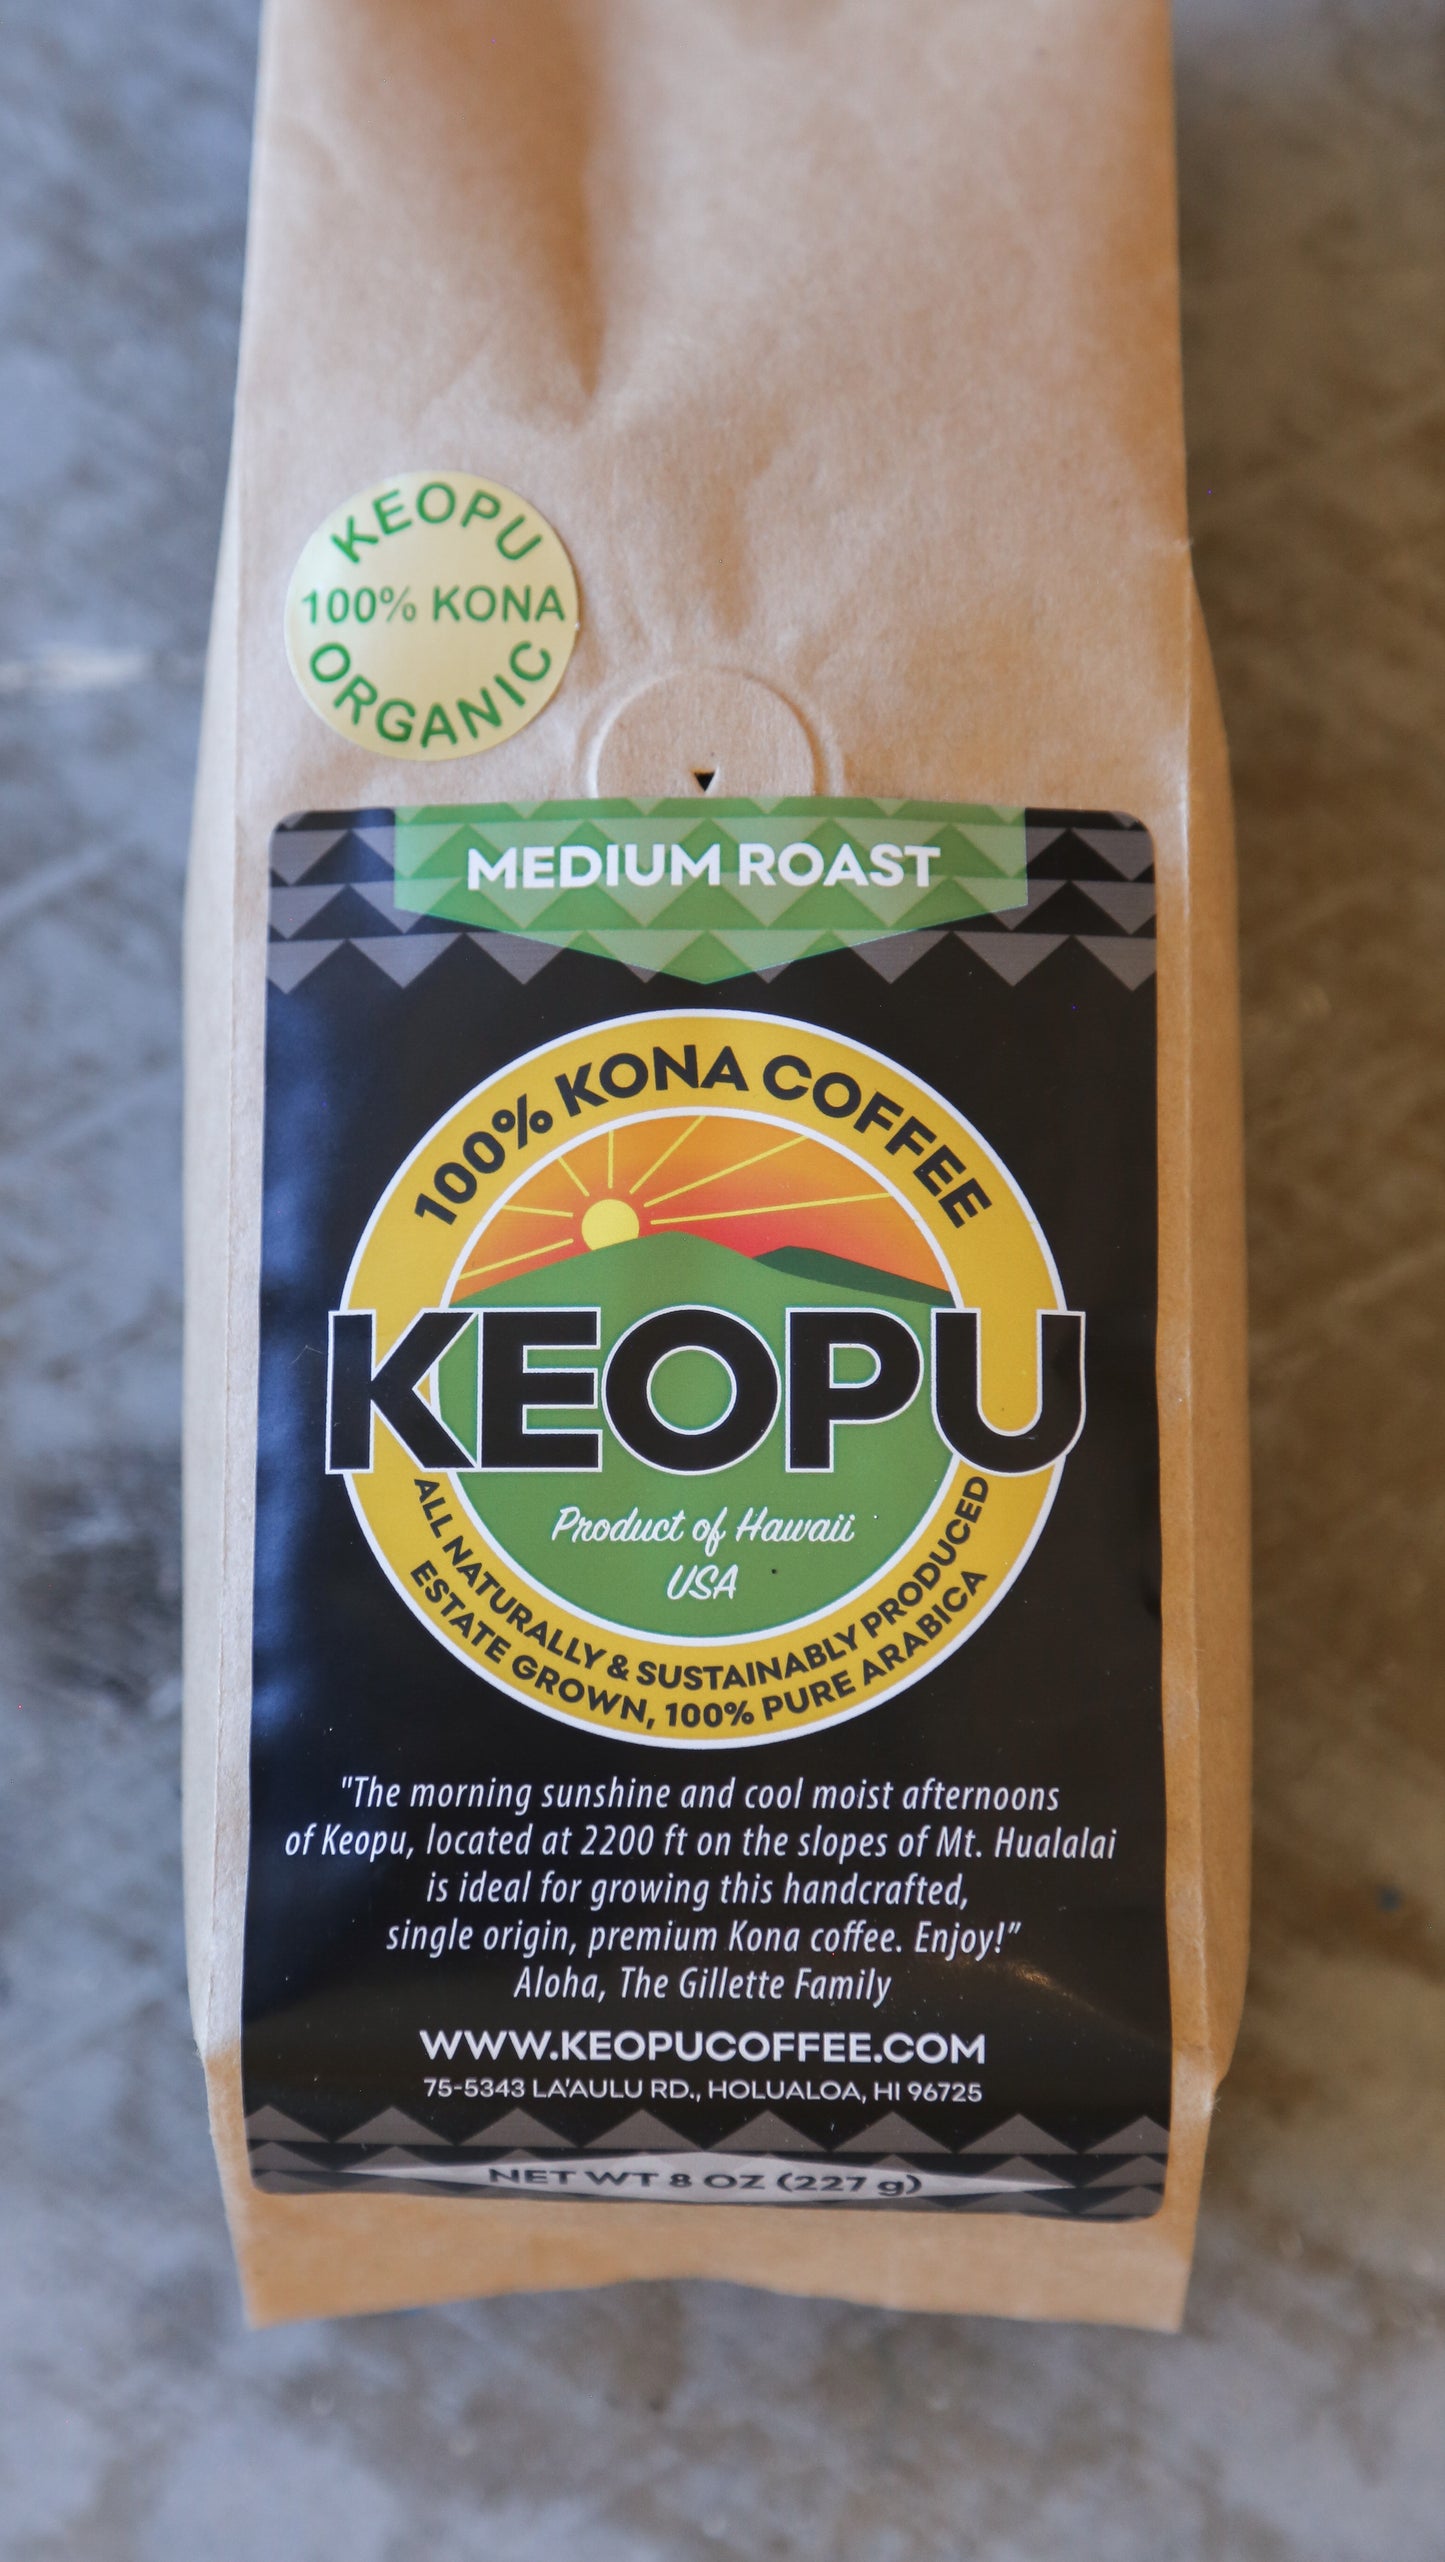 KEOPU
100% KONA
ORGANIC
MEDIUM ROAST
100% KONA COFFEE
KEOPU
Product of Hawaii
USA
ALL NATURALLY & SUSTAINABLY PRODUCED
ESTATE GROWN, 100% PURE ARABICA
"The morning sunshine and cool moist afternoons
of Keopu, located at 2200 ft on the slopes of Mt. Hualalai
is ideal for growing this handcrafted,
single origin, premium Kona coffee. Enjoy!”
Aloha, The Gillette Family
WWW.KEOPUCOFFEE.COM
75-5343 LA'AULU RD., HOLUALOA, HI 96725
NET WT 8 OZ (227 g)